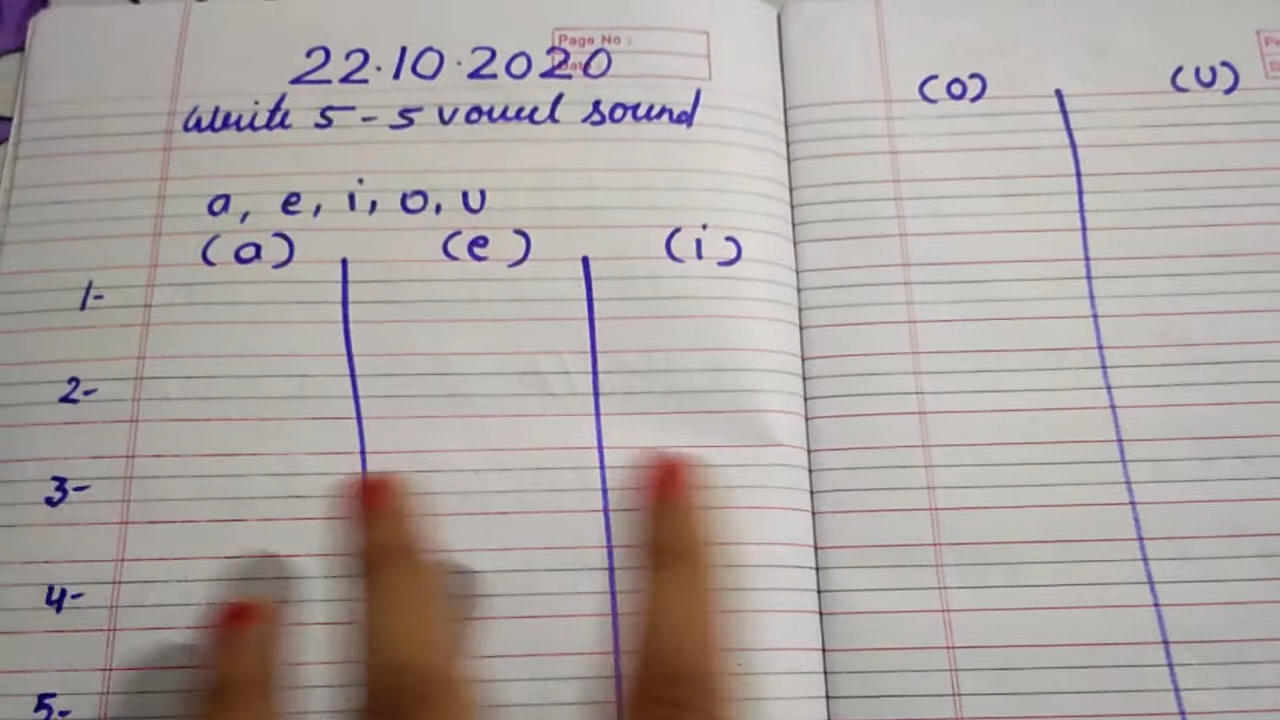 Page No :
22.10.2020
Write 5-5 vowel sound
a, e, i, o, u
(a) (e) (i)
1-
2-
3-
4-
5-
(o) (u)